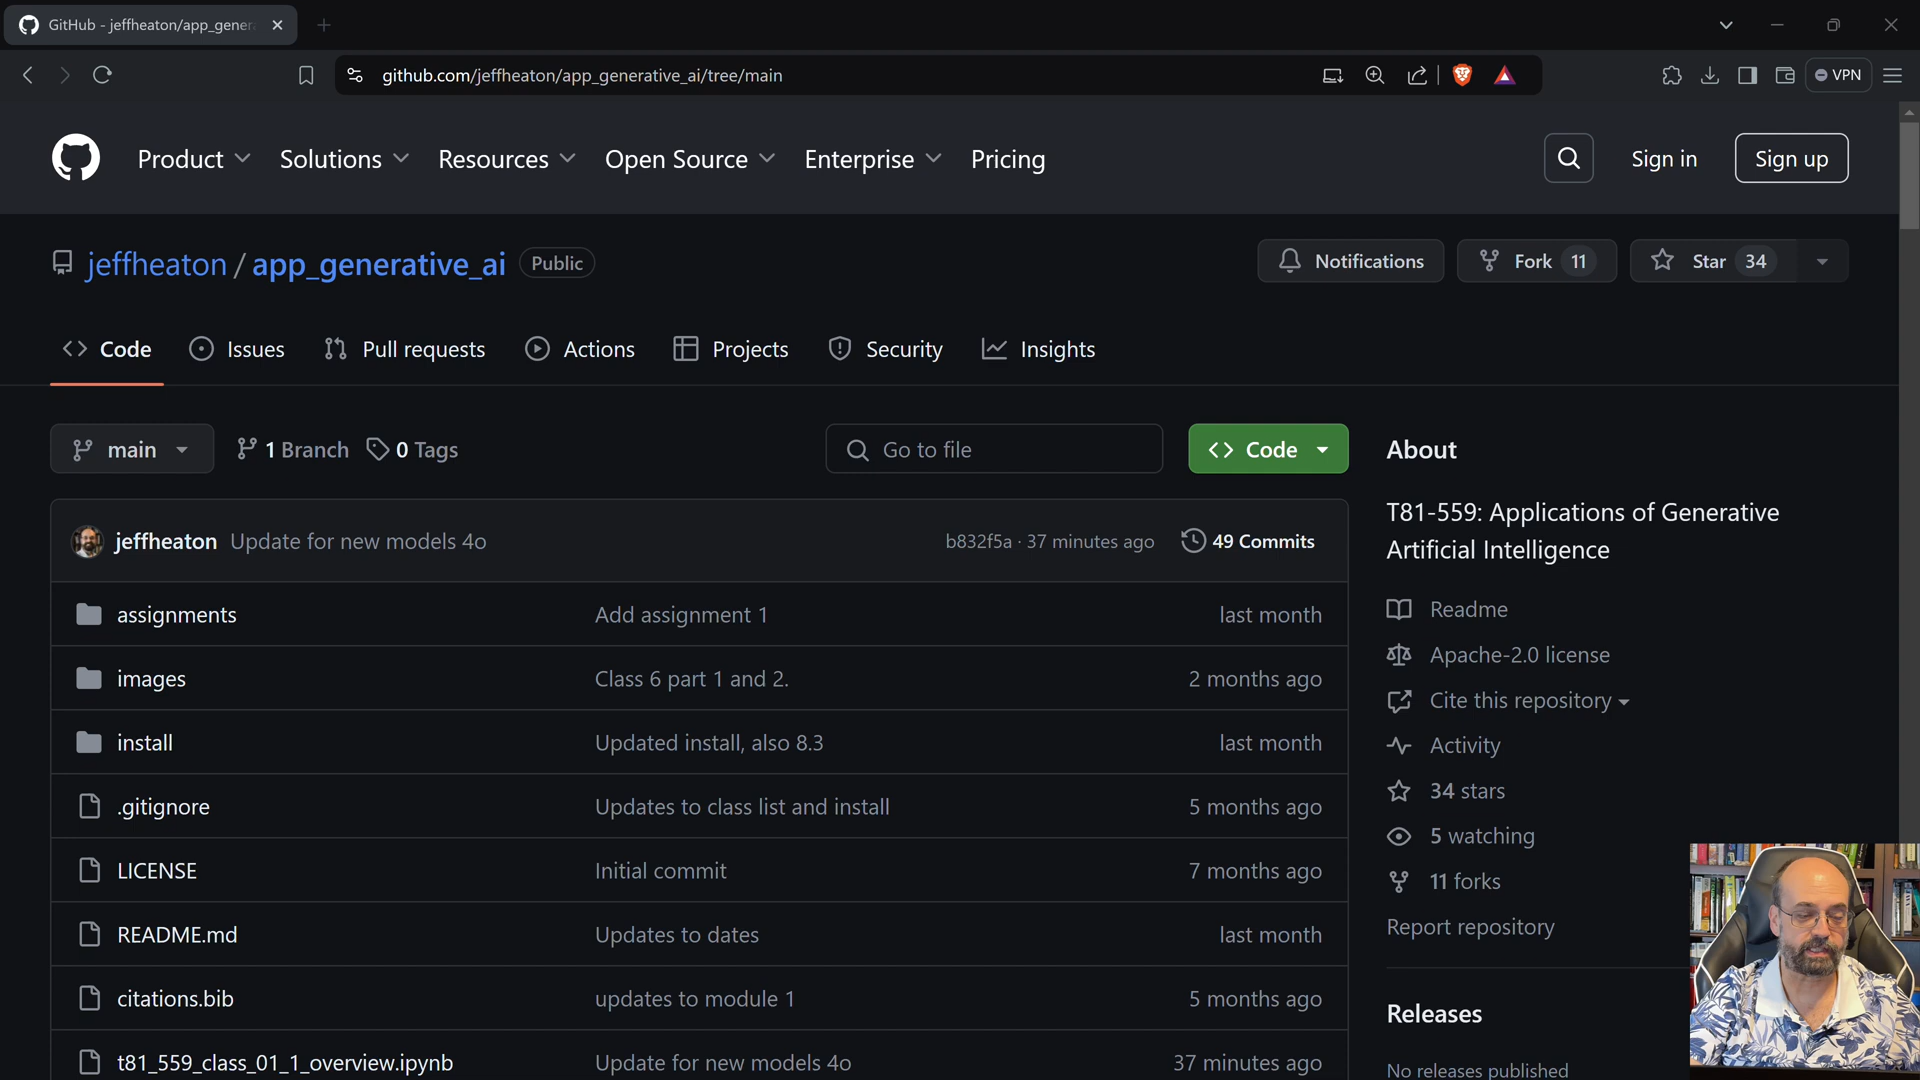 GitHub - jeffheaton/app_gener
github.com/jeffheaton/app_generative_ai/tree/main
VPN
Product
Solutions
Resources
Open Source
Enterprise
Pricing
Sign in
Sign up
jeffheaton / app_generative_ai
Public
Notifications
Fork 11
Star 34
Code
Issues
Pull requests
Actions
Projects
Security
Insights
main
1 Branch
0 Tags
Go to file
Code
jeffheaton Update for new models 4o b832f5a · 37 minutes ago 49 Commits
assignments Add assignment 1 last month
images Class 6 part 1 and 2. 2 months ago
install Updated install, also 8.3 last month
.gitignore Updates to class list and install 5 months ago
LICENSE Initial commit 7 months ago
README.md Updates to dates last month
citations.bib updates to module 1 5 months ago
t81_559_class_01_1_overview.ipynb Update for new models 4o 37 minutes ago
About
T81-559: Applications of Generative
Artificial Intelligence
Readme
Apache-2.0 license
Cite this repository
Activity
34 stars
5 watching
11 forks
Report repository
Releases
No releases published